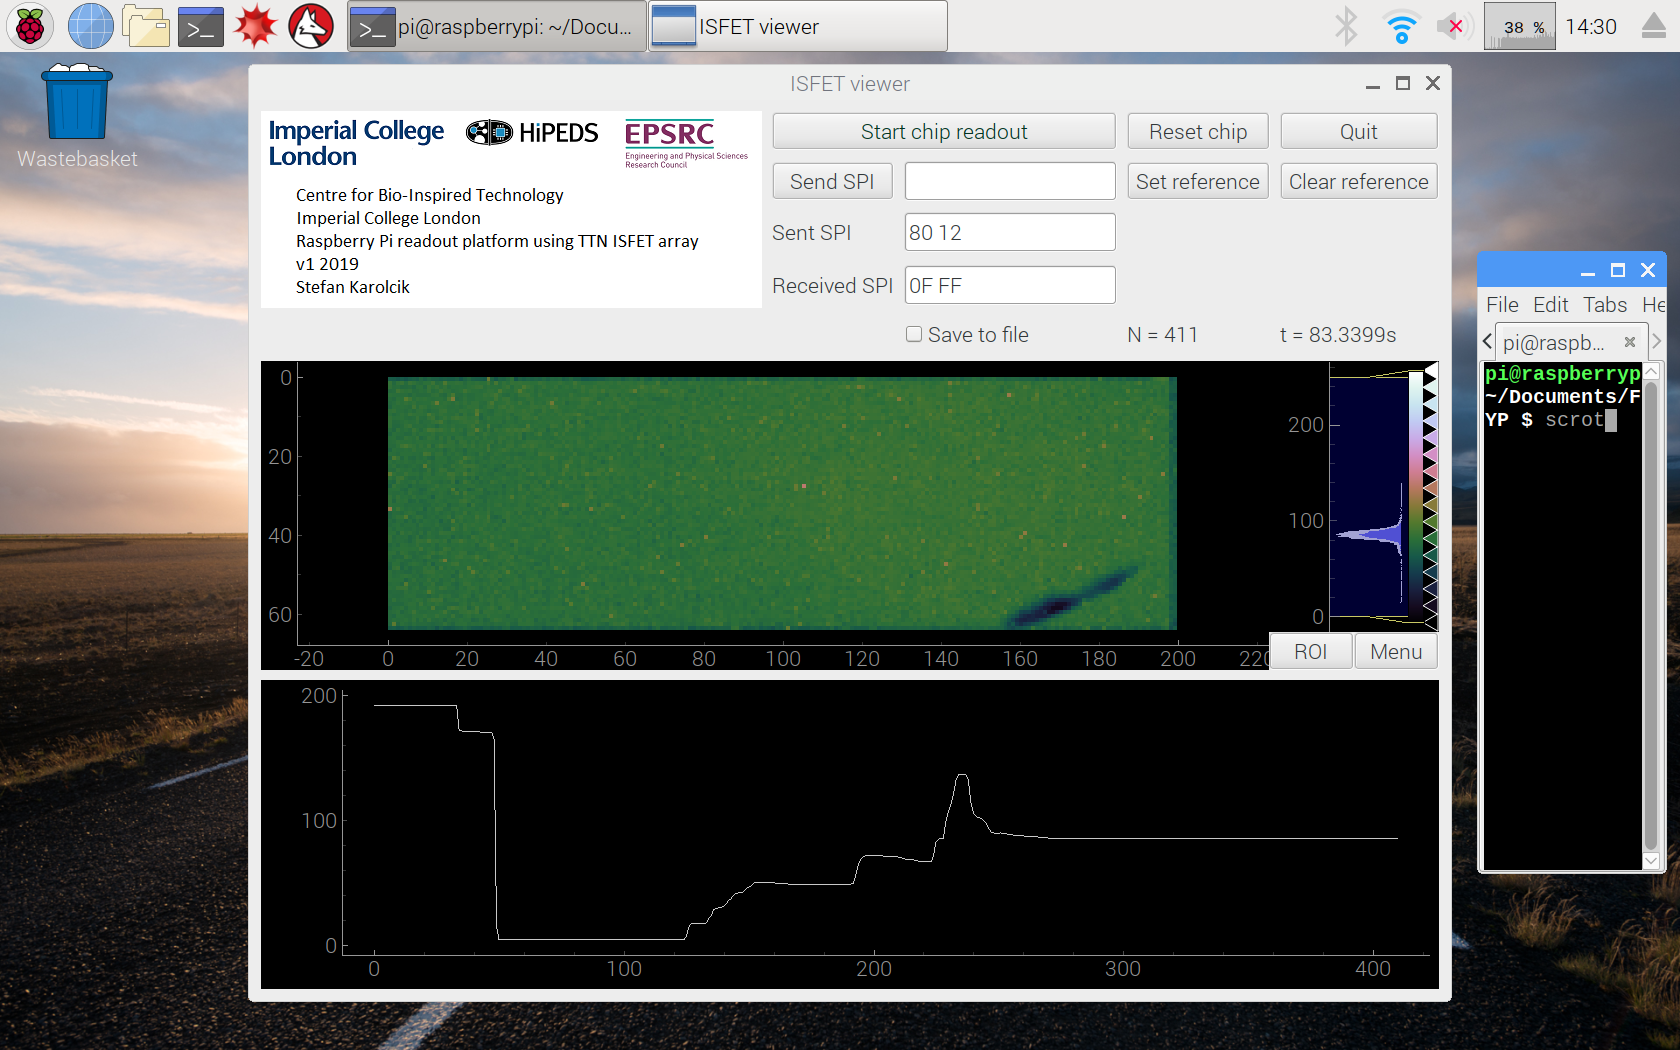 pi@raspberrypi: ~/Docu...
ISFET viewer
38 %
14:30
Wastebasket
ISFET viewer
Imperial College
London
HiPEDS
EPSRC
Engineering and Physical Sciences
Research Council
Centre for Bio-Inspired Technology
Imperial College London
Raspberry Pi readout platform using TTN ISFET array
v1 2019
Stefan Karolcik
Start chip readout
Reset chip
Quit
Send SPI
Set reference
Clear reference
Sent SPI
80 12
Received SPI
0F FF
Save to file
N = 411
t = 83.3399s
0
20
40
60
-20 0 20 40 60 80 100 120 140 160 180 200 220
200
100
0
ROI
Menu
200
100
0
0 100 200 300 400
File Edit Tabs He
pi@raspb...
pi@raspberryp
~/Documents/F
YP $ scrot